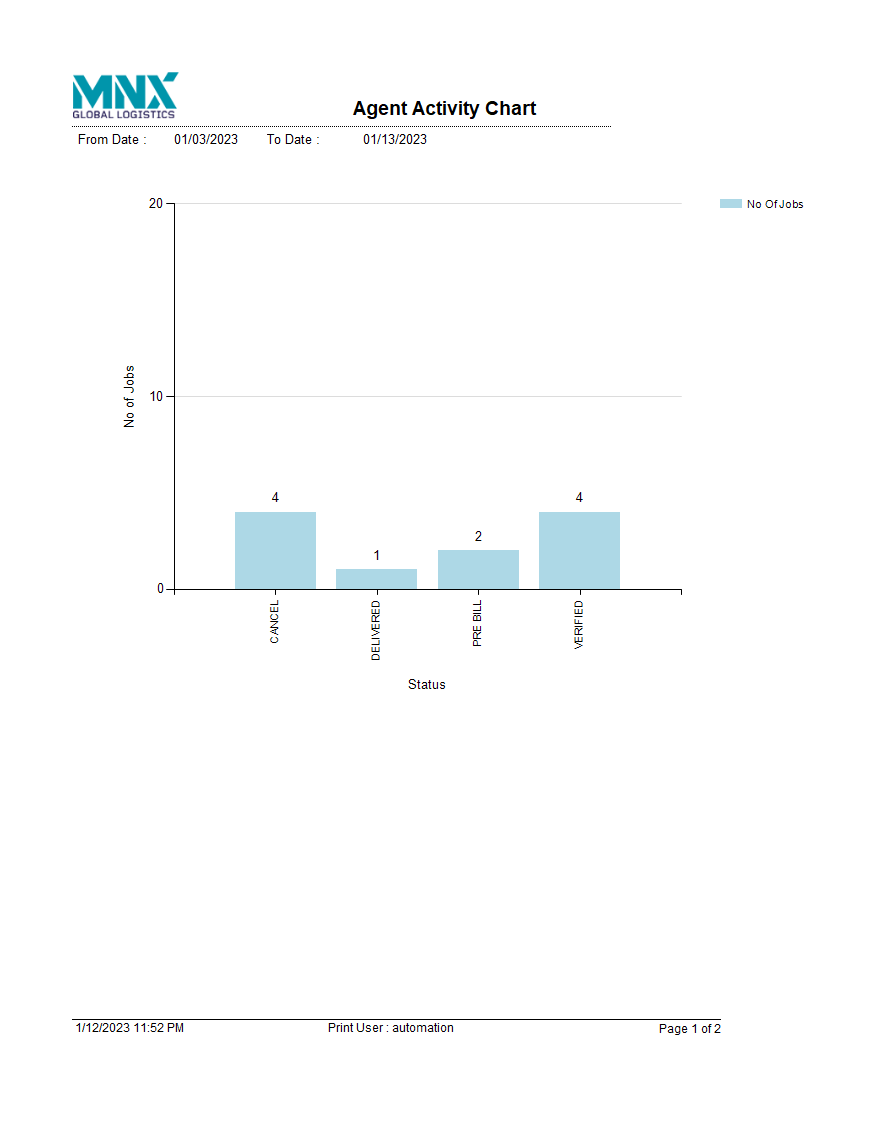 MNX
GLOBAL LOGISTICS
Agent Activity Chart
From Date : 01/03/2023 To Date : 01/13/2023
20
No Of Jobs
No of Jobs
10
4
4
2
1
0
CANCEL
DELIVERED
PRE BILL
VERIFIED
Status
1/12/2023 11:52 PM Print User : automation Page 1 of 2